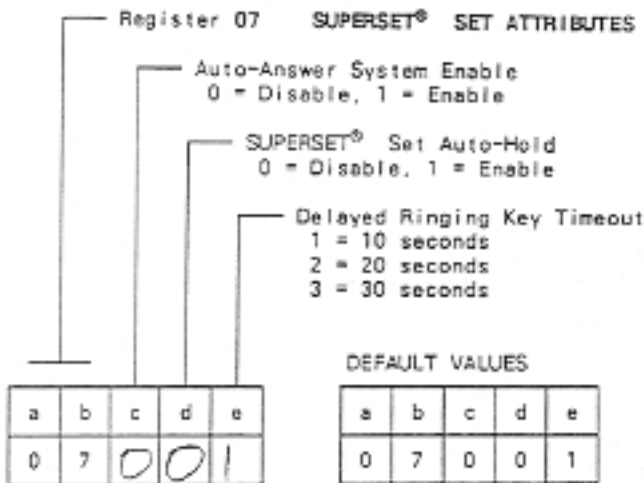 Register 07 SUPERSET® SET ATTRIBUTES
Auto-Answer System Enable
0 = Disable, 1 = Enable
SUPERSET® Set Auto-Hold
0 = Disable, 1 = Enable
Delayed Ringing Key Timeout
1 = 10 seconds
2 = 20 seconds
3 = 30 seconds
DEFAULT VALUES
a b c d e a b c d e
0 7 0 0 1 0 7 0 0 1